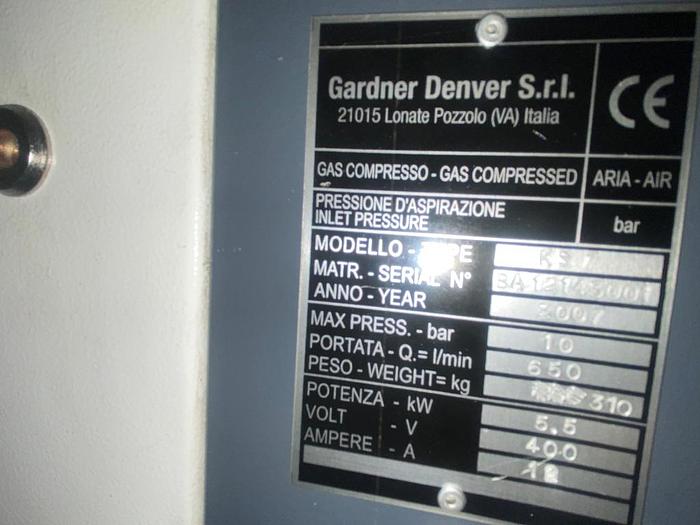 Gardner Denver S.r.l.
21015 Lonate Pozzolo (VA) Italia
CE
GAS COMPRESSO - GAS COMPRESSED ARIA - AIR
PRESSIONE D'ASPIRAZIONE
INLET PRESSURE bar
MODELLO - TYPE KS 7
MATR. - SERIAL N°
ANNO - YEAR 2007
MAX PRESS. - bar 10
PORTATA - Q.= l/min 650
PESO - WEIGHT= kg 310
POTENZA - kW 5,5
VOLT - V 400
AMPERE - A